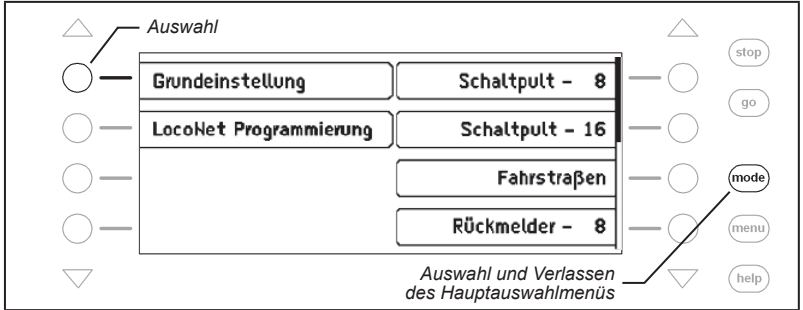 Auswahl
stop
Grundeinstellung
Schaltpult - 8
go
LocoNet Programmierung
Schaltpult - 16
Fahrstraßen
mode
Rückmelder - 8
menu
Auswahl und Verlassen
des Hauptauswahlmenüs
help